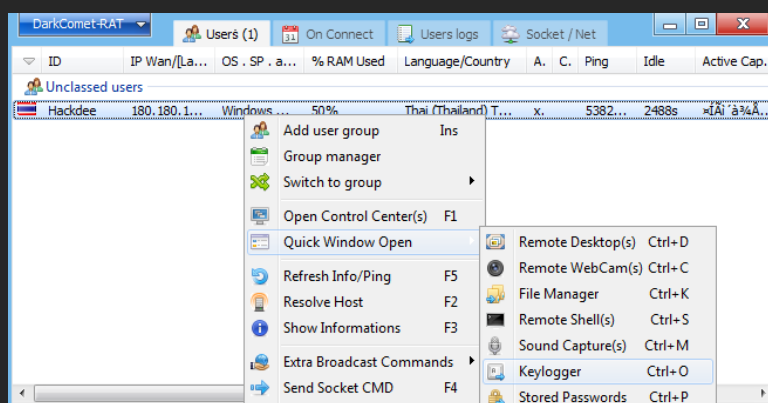 DarkComet-RAT
Users (1) On Connect Users logs Socket / Net
ID IP Wan/[La... OS . SP . a... % RAM Used Language/Country A. C. Ping Idle Active Cap.
Unclassed users
Hackdee 180.180.1... Windows ... 50% Thai (Thailand) T... x. 5382... 2488s ¤ÍÃì´à¾Å..
Add user group Ins
Group manager
Switch to group
Open Control Center(s) F1
Quick Window Open
Remote Desktop(s) Ctrl+D
Remote WebCam(s) Ctrl+C
Refresh Info/Ping F5
File Manager Ctrl+K
Resolve Host F2
Remote Shell(s) Ctrl+S
Show Informations F3
Sound Capture(s) Ctrl+M
Extra Broadcast Commands
Keylogger Ctrl+O
Send Socket CMD F4
Stored Passwords Ctrl+P